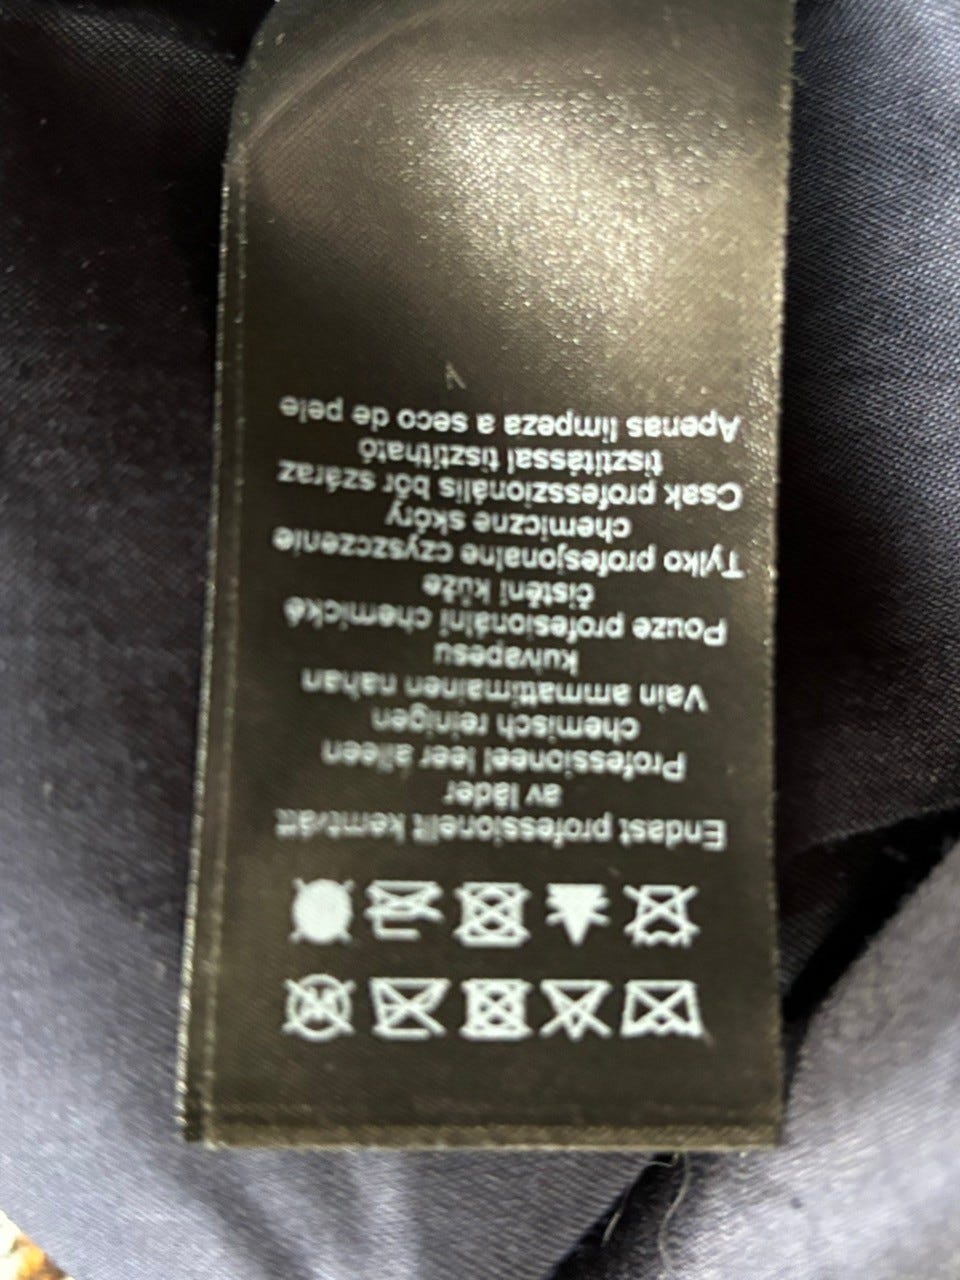 Endast professionellt kemtvätt
av läder
Professioneel leer alleen
chemisch reinigen
Vain ammattimainen nahan
kuivapesu
Pouze profesionální chemické
čistění kůže
Tylko profesjonalne czyszczenie
chemiczne skóry
Csak professzionális bőr száraz
tisztítással tisztítható
Apenas limpeza a seco de pele